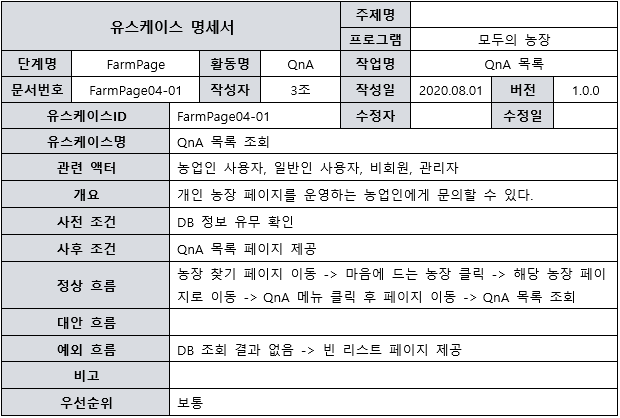 유스케이스 명세서
주제명
프로그램 모두의 농장
단계명 FarmPage 활동명 QnA 작업명 QnA 목록
문서번호 FarmPage04-01 작성자 3조 작성일 2020.08.01 버전 1.0.0
유스케이스ID FarmPage04-01 수정자 수정일
유스케이스명 QnA 목록 조회
관련 액터 농업인 사용자, 일반인 사용자, 비회원, 관리자
개요 개인 농장 페이지를 운영하는 농업인에게 문의할 수 있다.
사전 조건 DB 정보 유무 확인
사후 조건 QnA 목록 페이지 제공
정상 흐름 농장 찾기 페이지 이동 -> 마음에 드는 농장 클릭 -> 해당 농장 페이
지로 이동 -> QnA 메뉴 클릭 후 페이지 이동 -> QnA 목록 조회
대안 흐름
예외 흐름 DB 조회 결과 없음 -> 빈 리스트 페이지 제공
비고
우선순위 보통